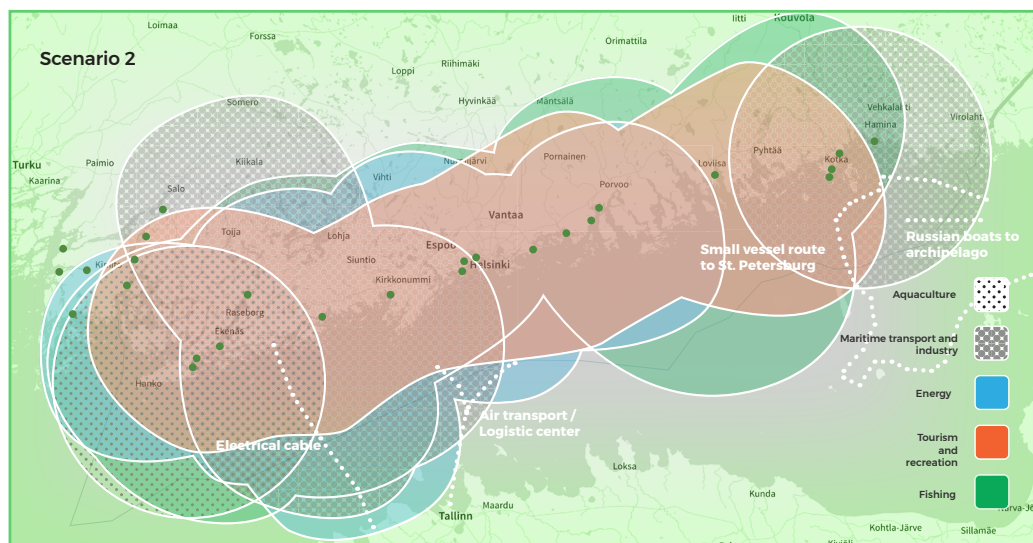 Scenario 2
Loimaa
Forssa
Loppi
Riihimäki
Hyvinkää
Orimattila
Iitti
Kouvola
Mäntsälä
Somero
Turku
Kaarina
Paimio
Kiikala
Salo
Vihti
Pornainen
Porvoo
Loviisa
Pyhtää
Kotka
Vehkalahti
Hamina
Virolahti
Toija
Lohja
Vantaa
Espoo
Helsinki
Siuntio
Kirkkonummi
Raseborg
Ekenäs
Hanko
Small vessel route
to St. Petersburg
Russian boats to
archipelago
Aquaculture
Maritime transport and
industry
Energy
Tourism
and
recreation
Fishing
Electrical cable
Air transport /
Logistic center
Tallinn
Maardu
Loksa
Kunda
Kohtla-Järve
Sillamäe